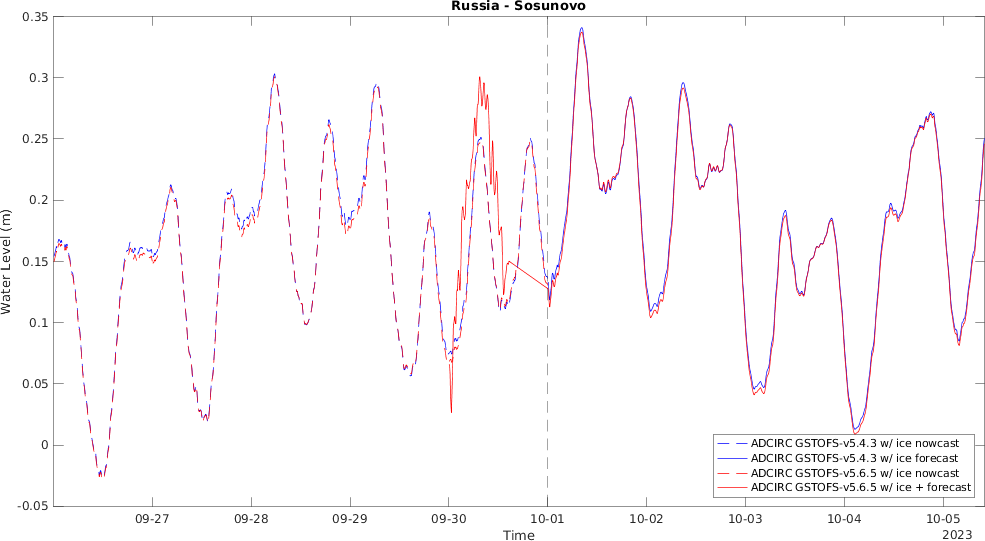 Russia - Sosunovo
0.35
0.3
0.25
0.2
0.15
0.1
0.05
0
-0.05
Water Level (m)
09-27
09-28
09-29
09-30
10-01
10-02
10-03
10-04
10-05
Time
2023
ADCIRC GSTOFS-v5.4.3 w/ ice nowcast
ADCIRC GSTOFS-v5.4.3 w/ ice forecast
ADCIRC GSTOFS-v5.6.5 w/ ice nowcast
ADCIRC GSTOFS-v5.6.5 w/ ice + forecast